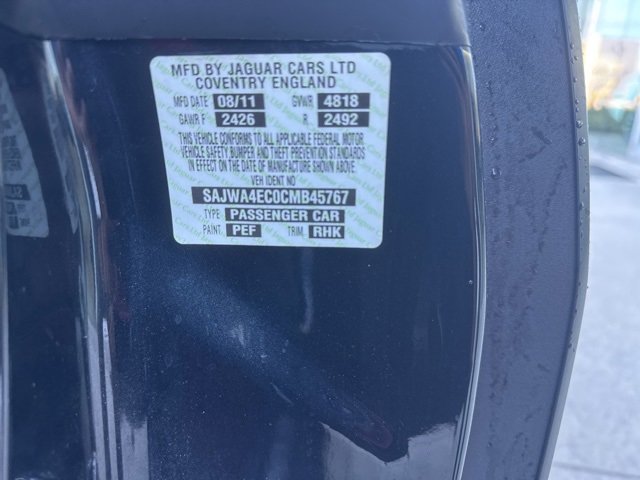 MFD BY JAGUAR CARS LTD
COVENTRY ENGLAND
MFD DATE 08/11 GVWR 4818
GAWR F 2426 R 2492
THIS VEHICLE CONFORMS TO ALL APPLICABLE FEDERAL MOTOR
VEHICLE SAFETY BUMPER AND THEFT PREVENTION STANDARDS
IN EFFECT ON THE DATE OF MANUFACTURE SHOWN ABOVE.
VEH IDENT NO
SAJWA4EC0CMB45767
TYPE PASSENGER CAR
PAINT PEF TRIM RHK